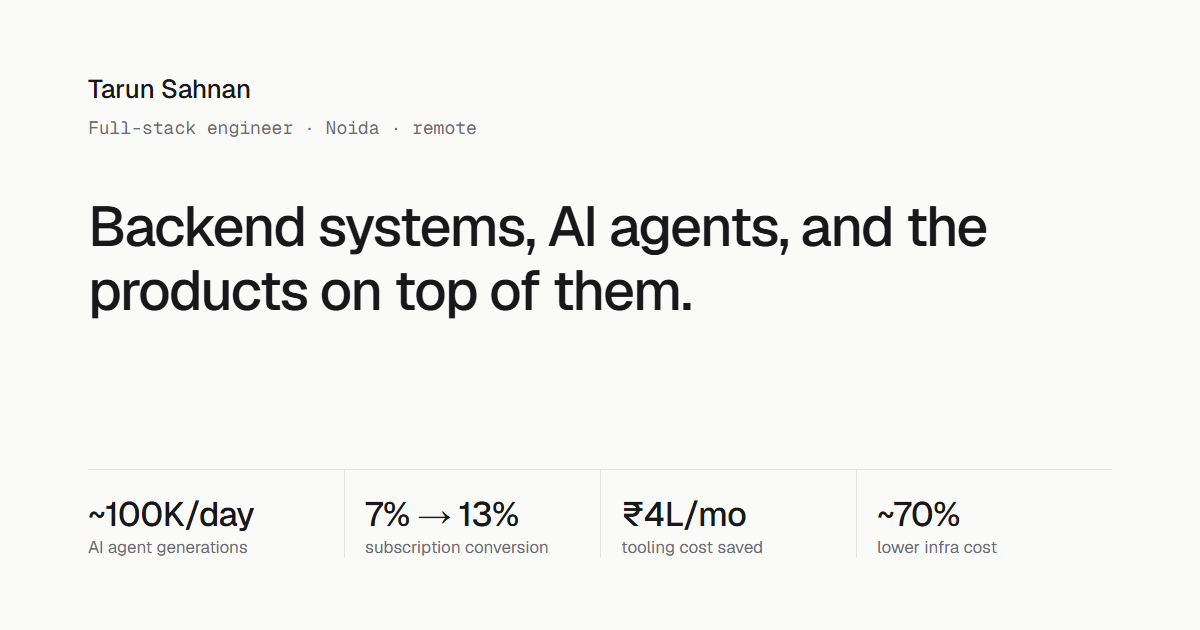 Tarun Sahnan
Full-stack engineer · Noida · remote
Backend systems, AI agents, and the
products on top of them.
~100K/day
AI agent generations
7% → 13%
subscription conversion
₹4L/mo
tooling cost saved
~70%
lower infra cost